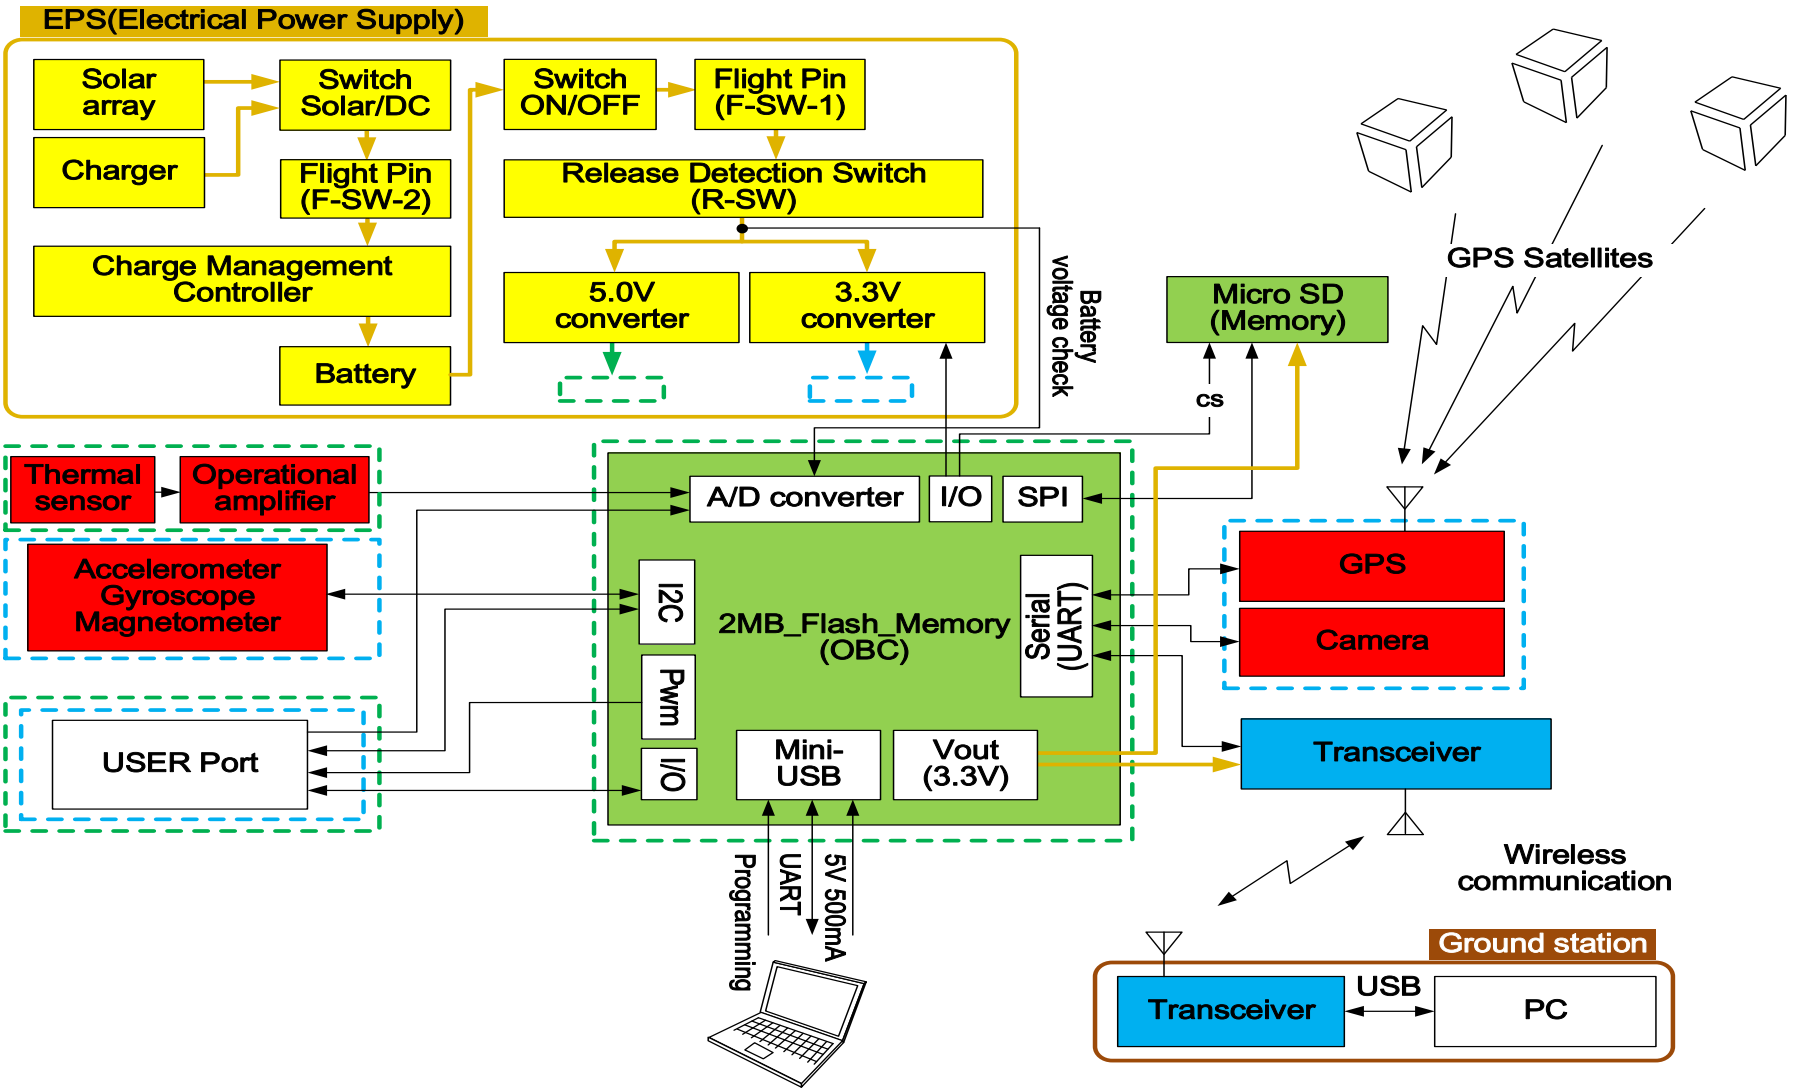 EPS(Electrical Power Supply)
Solar
array
Charger
Switch
Solar/DC
Flight Pin
(F-SW-2)
Charge Management
Controller
Battery
Switch
ON/OFF
Flight Pin
(F-SW-1)
Release Detection Switch
(R-SW)
5.0V
converter
3.3V
converter
Battery
voltage check
GPS Satellites
Micro SD
(Memory)
cs
Thermal
sensor
Operational
amplifier
Accelerometer
Gyroscope
Magnetometer
USER Port
A/D converter
I/O
SPI
I2C
Pwm
I/O
2MB_Flash_Memory
(OBC)
Serial
(UART)
Mini-
USB
Vout
(3.3V)
GPS
Camera
Transceiver
Programming
UART
5V 500mA
Wireless
communication
Ground station
Transceiver
USB
PC